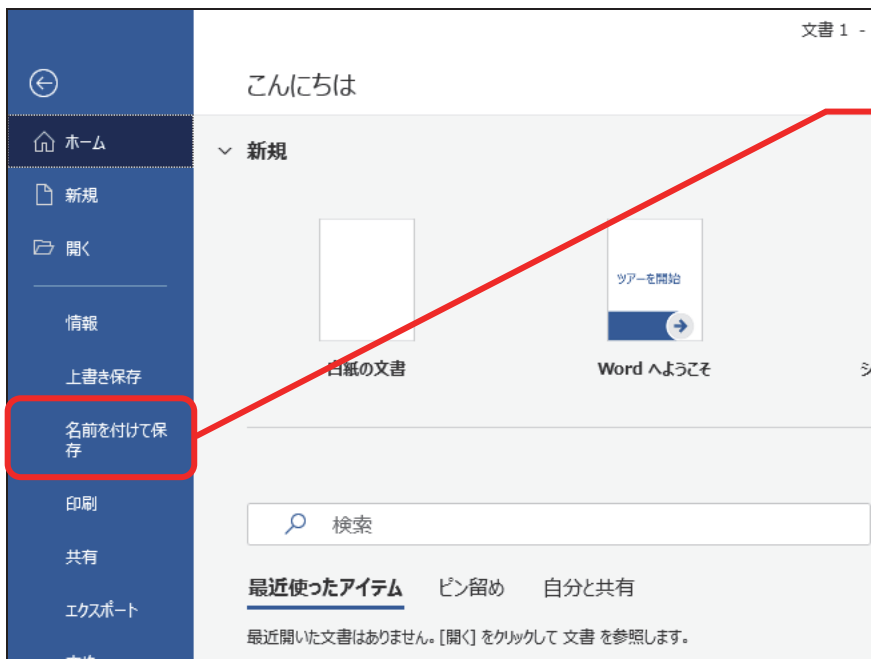 文書 1 -
こんにちは
ホーム
新規
新規
開く
ツアーを開始
情報
白紙の文書
Word へようこそ
上書き保存
名前を付けて保
存
印刷
検索
共有
最近使ったアイテム ピン留め 自分と共有
エクスポート
最近開いた文書はありません。[開く] をクリックして 文書 を参照します。